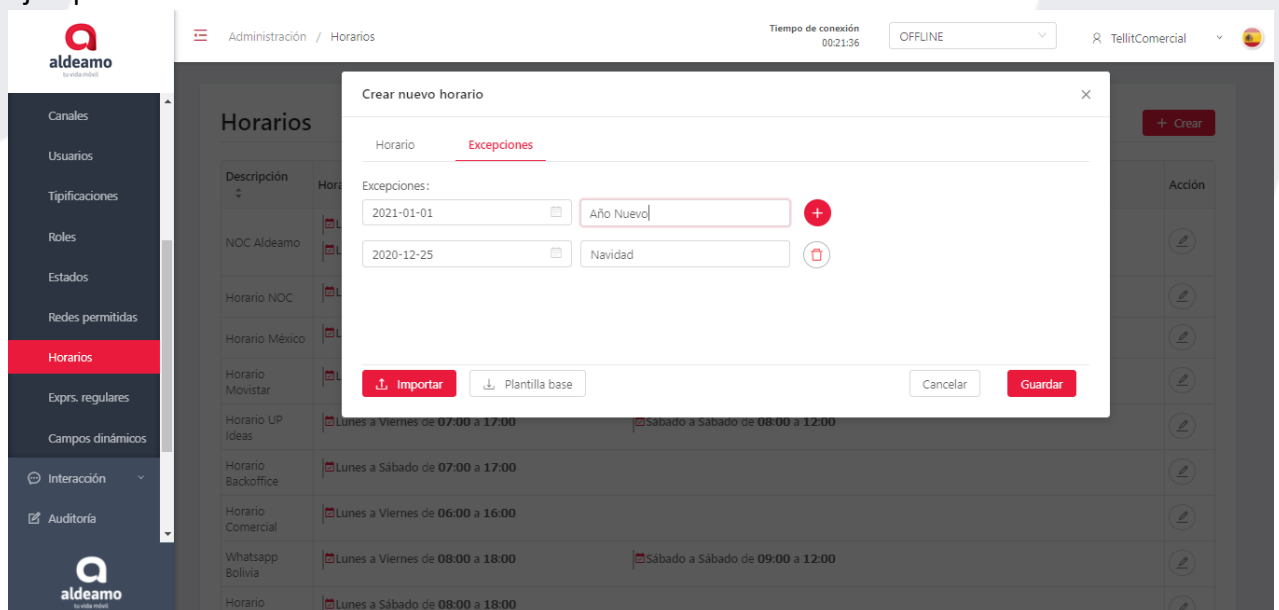 aldeamo
tu vida móvil
Administración / Horarios
Tiempo de conexión
00:21:36
OFFLINE
TellitComercial
Canales
Usuarios
Tipificaciones
Roles
Estados
Redes permitidas
Horarios
Exprs. regulares
Campos dinámicos
Interacción
Auditoría
aldeamo
tu vida móvil
Horarios
+ Crear
Descripción
Acción
NOC Aldeamo
Horario NOC
Horario México
Horario
Movistar
Horario UP
Ideas
Lunes a Viernes de 07:00 a 17:00
Sábado a Sábado de 08:00 a 12:00
Horario
Backoffice
Lunes a Sábado de 07:00 a 17:00
Horario
Comercial
Lunes a Viernes de 06:00 a 16:00
Whatsapp
Bolivia
Lunes a Viernes de 08:00 a 18:00
Sábado a Sábado de 09:00 a 12:00
Horario
Lunes a Sábado de 08:00 a 18:00
Crear nuevo horario
Horario
Excepciones
Excepciones:
2021-01-01
Año Nuevo
2020-12-25
Navidad
Importar
Plantilla base
Cancelar
Guardar